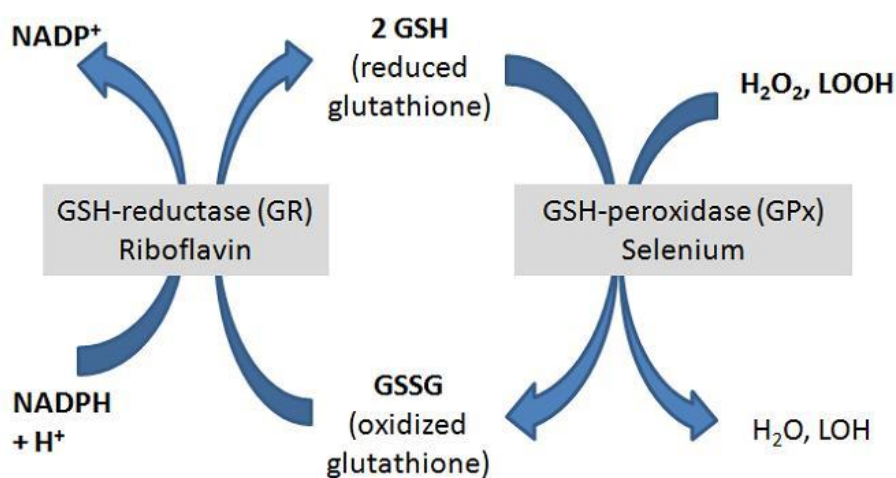 NADP⁺
2 GSH
(reduced
glutathione)
H₂O₂, LOOH
GSH-reductase (GR)
Riboflavin
GSH-peroxidase (GPx)
Selenium
NADPH
+ H⁺
GSSG
(oxidized
glutathione)
H₂O, LOH